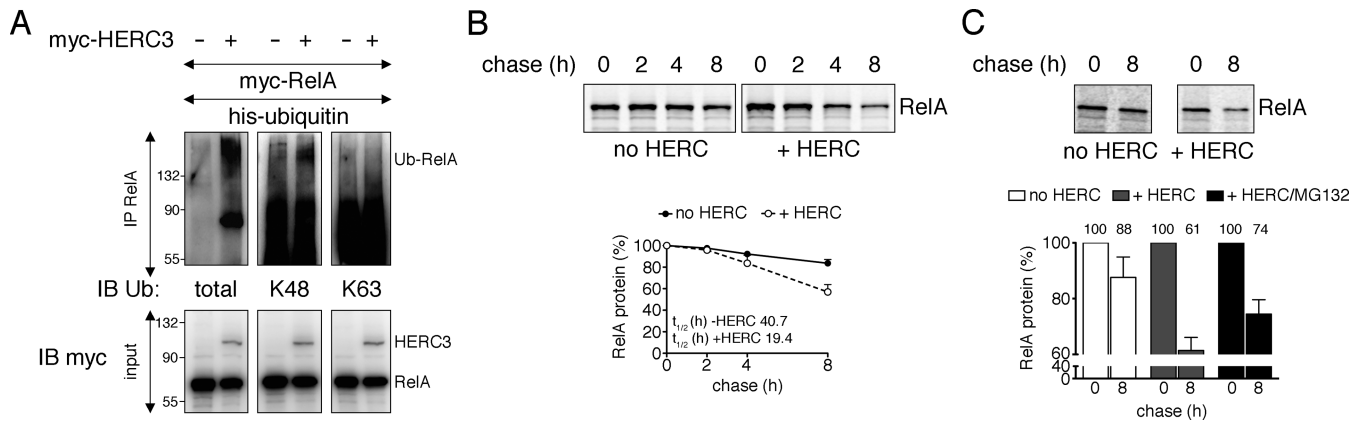 A
myc-HERC3 – + – + – +
myc-RelA
his-ubiquitin
IP RelA
132
90
55
Ub-RelA
IB Ub: total K48 K63
IB myc
input
132
90
55
HERC3
RelA
B
chase (h) 0 2 4 8 0 2 4 8
RelA
no HERC + HERC
no HERC + HERC
RelA protein (%)
100
80
60
40
20
0
t1/2 (h) -HERC 40.7
t1/2 (h) +HERC 19.4
0 2 4 8
chase (h)
C
chase (h) 0 8 0 8
RelA
no HERC + HERC
no HERC + HERC + HERC/MG132
100 88 100 61 100 74
RelA protein (%)
100
80
60
40
0
0 8 0 8 0 8
chase (h)